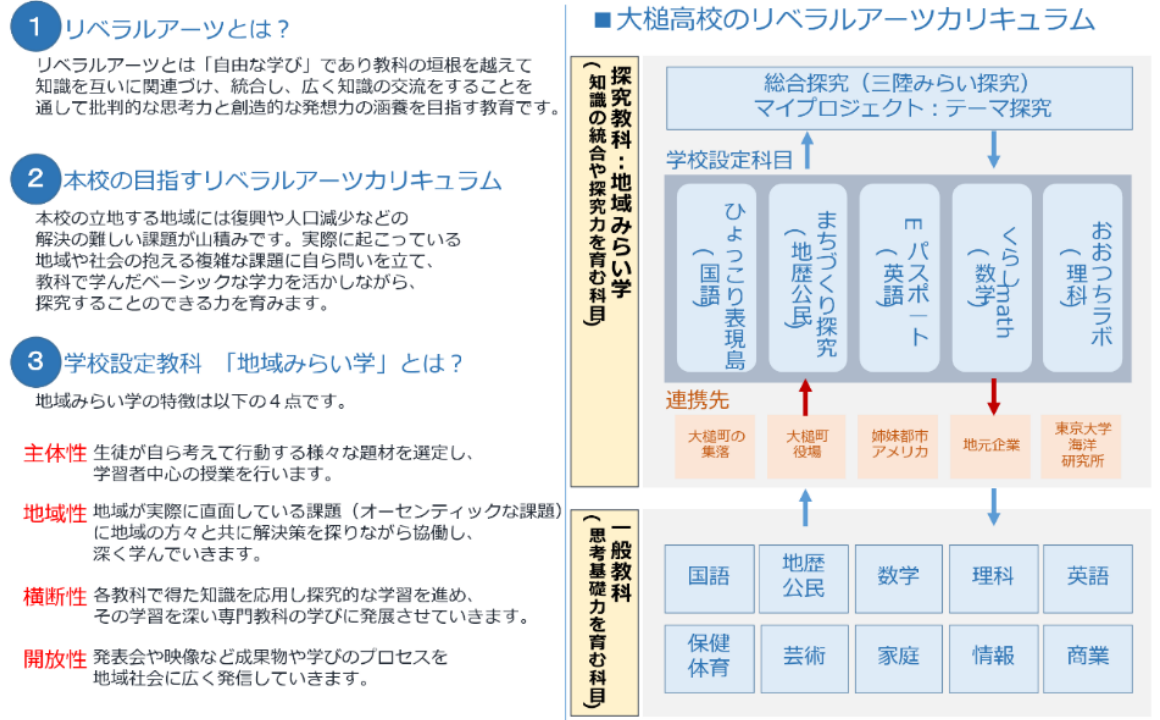 1 リベラルアーツとは?
リベラルアーツとは「自由な学び」であり教科の垣根を越えて
知識を互いに関連づけ、統合し、広く知識の交流をすることを
通して批判的な思考力と創造的な発想力の涵養を目指す教育です。
2 本校の目指すリベラルアーツカリキュラム
本校の立地する地域には復興や人口減少などの
解決の難しい課題が山積みです。実際に起こっている
地域や社会の抱える複雑な課題に自ら問いを立て、
教科で学んだベーシックな学力を活かしながら、
探究することのできる力を育みます。
3 学校設定教科 「地域みらい学」とは?
地域みらい学の特徴は以下の4点です。
主体性 生徒が自ら考えて行動する様々な題材を選定し、
学習者中心の授業を行います。
地域性 地域が実際に直面している課題(オーセンティックな課題)
に地域の方々と共に解決策を探りながら協働し、
深く学んでいきます。
横断性 各教科で得た知識を応用し探究的な学習を進め、
その学習を深い専門教科の学びに発展させていきます。
開放性 発表会や映像など成果物や学びのプロセスを
地域社会に広く発信していきます。
■大槌高校のリベラルアーツカリキュラム
探究教科:地域みらい学
(知識の統合や探究力を育む科目)
総合探究(三陸みらい探究)
マイプロジェクト:テーマ探究
学校設定科目
ひょっこり表現島
(国語)
まちづくり探究
(地歴公民)
Eパスポート
(英語)
くらしmath
(数学)
おおつちラボ
(理科)
連携先
大槌町の
集落
大槌町
役場
姉妹都市
アメリカ
地元企業
東京大学
海洋
研究所
一般教科
(思考基礎力を育む科目)
国語
地歴
公民
数学
理科
英語
保健
体育
芸術
家庭
情報
商業